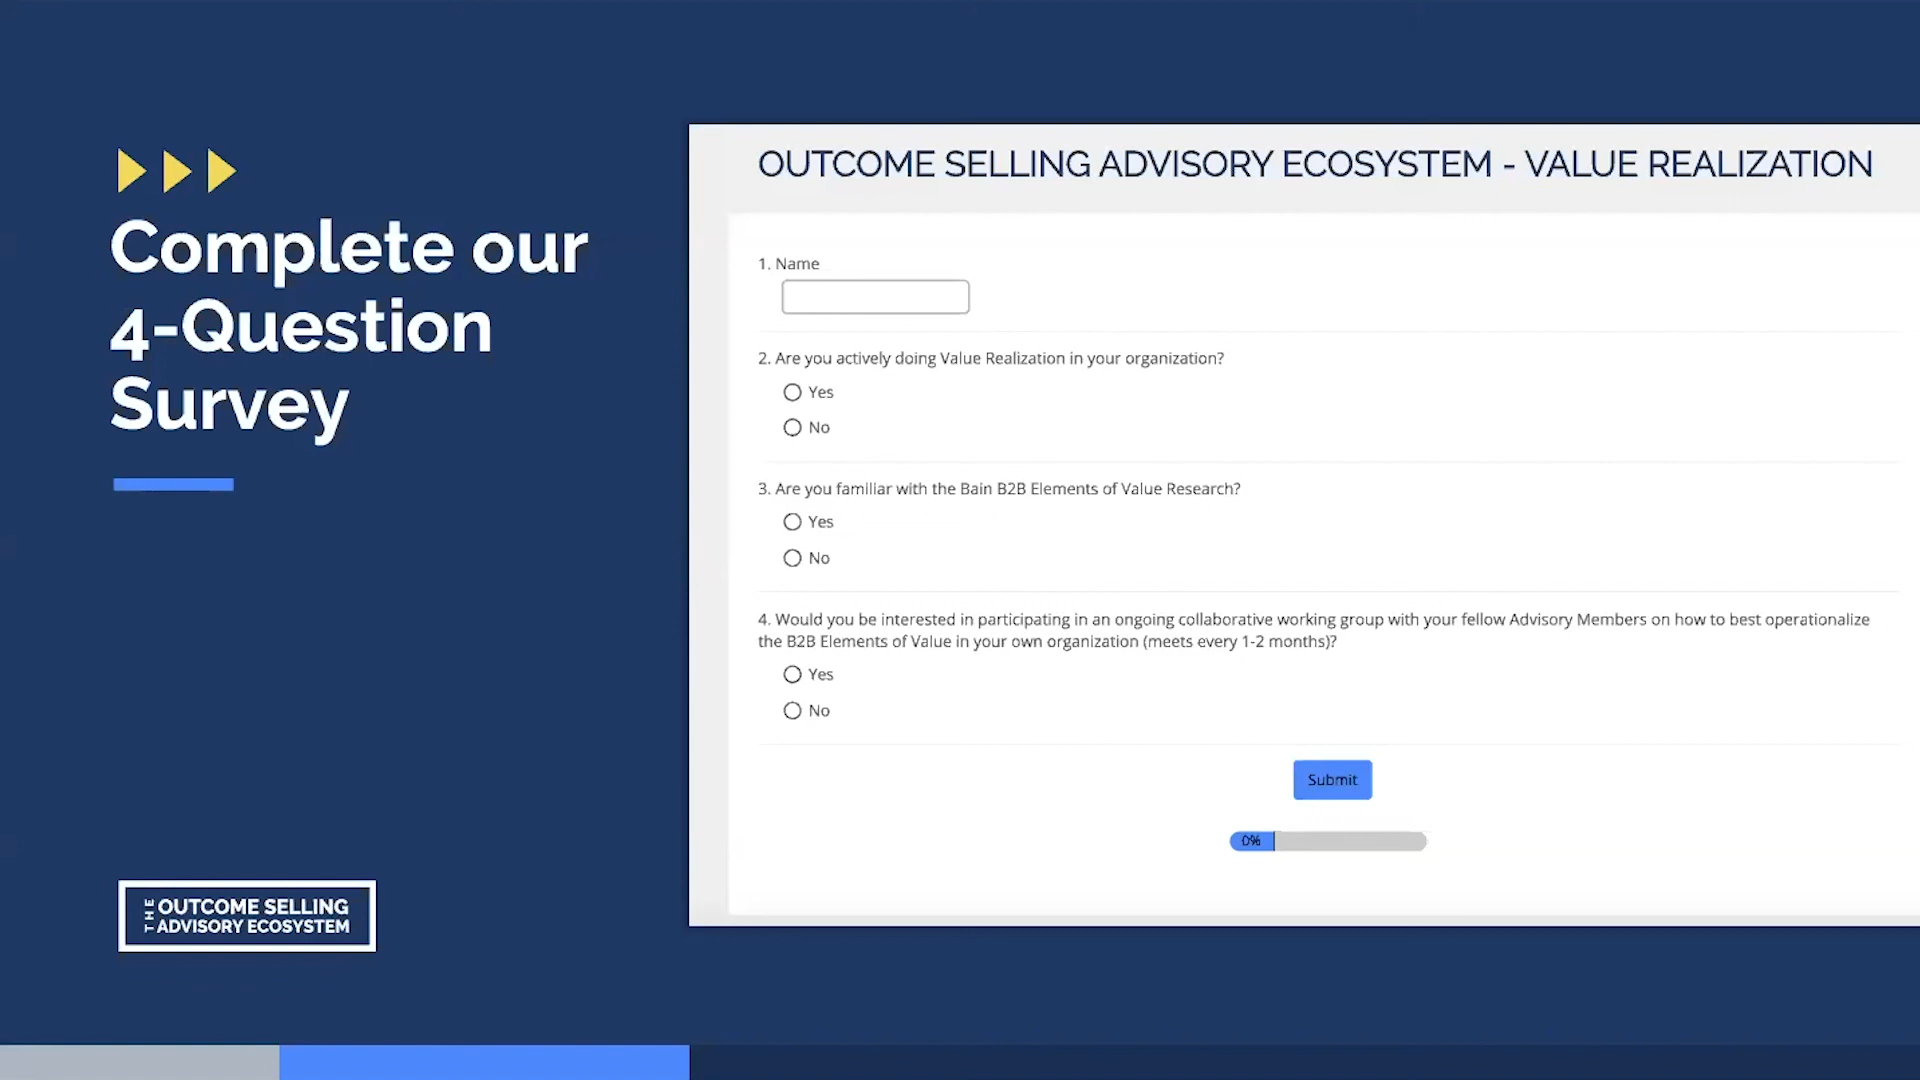 Complete our
4-Question
Survey
THE OUTCOME SELLING
ADVISORY ECOSYSTEM
OUTCOME SELLING ADVISORY ECOSYSTEM - VALUE REALIZATION
1. Name
2. Are you actively doing Value Realization in your organization?
Yes
No
3. Are you familiar with the Bain B2B Elements of Value Research?
Yes
No
4. Would you be interested in participating in an ongoing collaborative working group with your fellow Advisory Members on how to best operationalize
the B2B Elements of Value in your own organization (meets every 1-2 months)?
Yes
No
Submit
0%